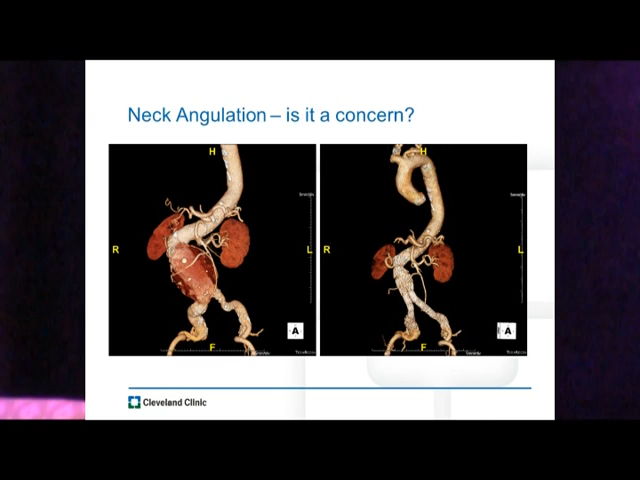 Neck Angulation – is it a concern?
H
H
R
L
R
L
A
A
F
F
Cleveland Clinic